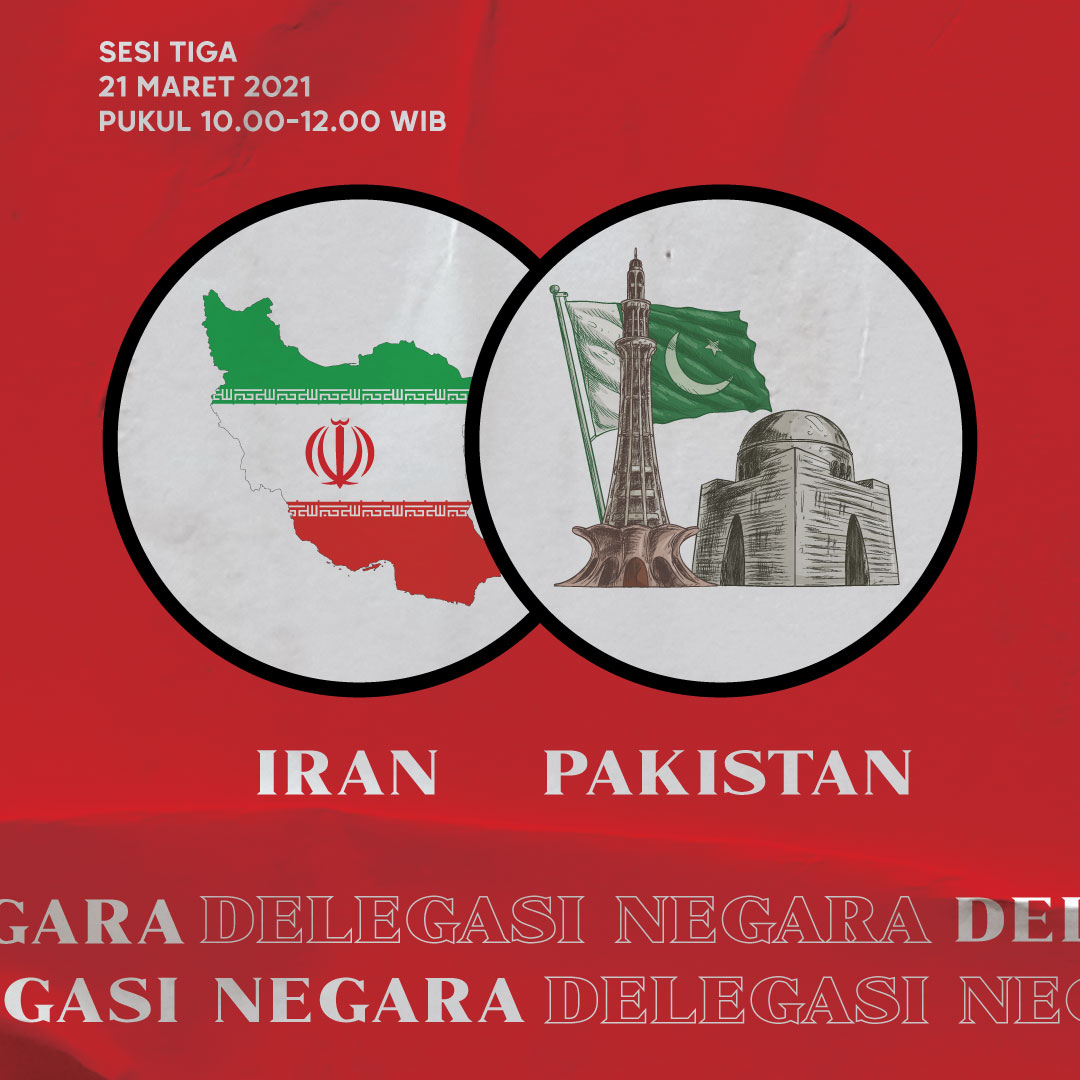 SESI TIGA
21 MARET 2021
PUKUL 10.00-12.00 WIB
IRAN PAKISTAN
GARA DELEGASI NEGARA DEL
GASI NEGARA DELEGASI NEG